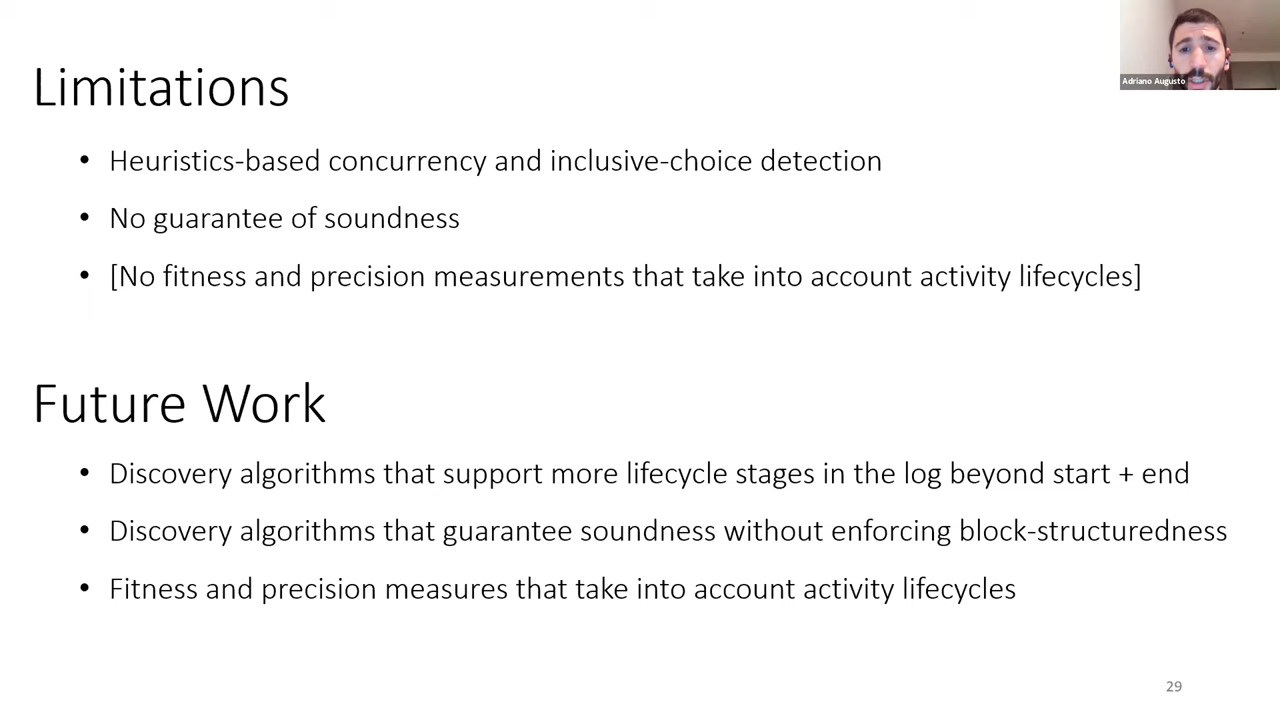 Adriano Augusto
Limitations
• Heuristics-based concurrency and inclusive-choice detection
• No guarantee of soundness
• [No fitness and precision measurements that take into account activity lifecycles]
Future Work
• Discovery algorithms that support more lifecycle stages in the log beyond start + end
• Discovery algorithms that guarantee soundness without enforcing block-structuredness
• Fitness and precision measures that take into account activity lifecycles
29